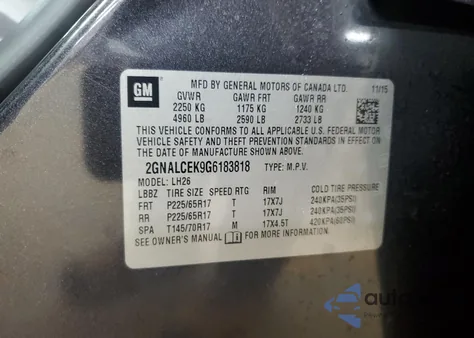 GM
MFD BY GENERAL MOTORS OF CANADA LTD. 11/15
GVWR GAWR FRT GAWR RR
2250 KG 1175 KG 1240 KG
4960 LB 2590 LB 2733 LB
THIS VEHICLE CONFORMS TO ALL APPLICABLE U.S. FEDERAL MOTOR
VEHICLE SAFETY AND THEFT PREVENTION STANDARDS IN EFFECT ON
THE DATE OF MANUFACTURE SHOWN ABOVE.
2GNALCEK9G6183818 TYPE: M.P.V.
MODEL: LH26
LBBZ TIRE SIZE SPEED RTG RIM COLD TIRE PRESSURE
FRT P225/65R17 T 17X7J 240KPA(35PSI)
RR P225/65R17 T 17X7J 240KPA(35PSI)
SPA T145/70R17 M 17X4.5T 420KPA(60PSI)
SEE OWNER'S MANUAL FOR MORE INFORMATION.